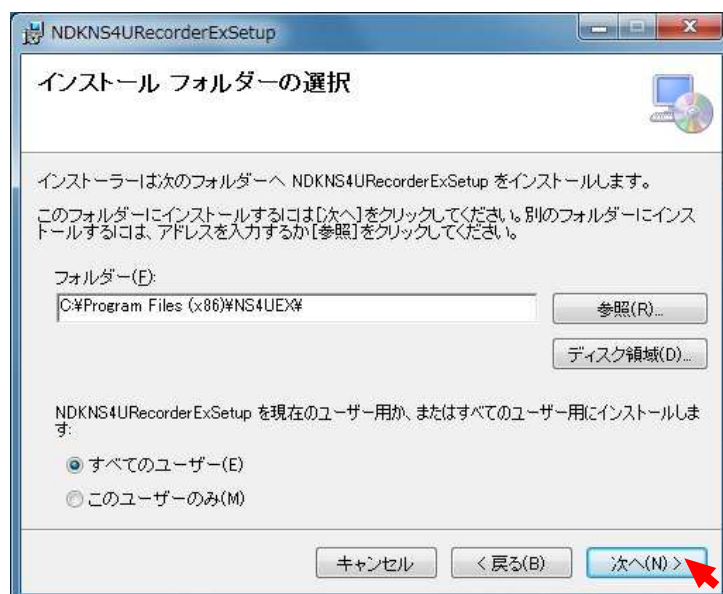 NDKNS4URecorderExSetup
インストール フォルダーの選択
インストーラーは次のフォルダーへ NDKNS4URecorderExSetup をインストールします。
このフォルダーにインストールするには[次へ]をクリックしてください。別のフォルダーにインス
トールするには、アドレスを入力するか[参照]をクリックしてください。
フォルダー(F):
C:¥Program Files (x86)¥NS4UEX¥
参照(R)...
ディスク領域(D)...
NDKNS4URecorderExSetup を現在のユーザー用か、またはすべてのユーザー用にインストールしま
す:
すべてのユーザー(E)
このユーザーのみ(M)
キャンセル
< 戻る(B)
次へ(N) >